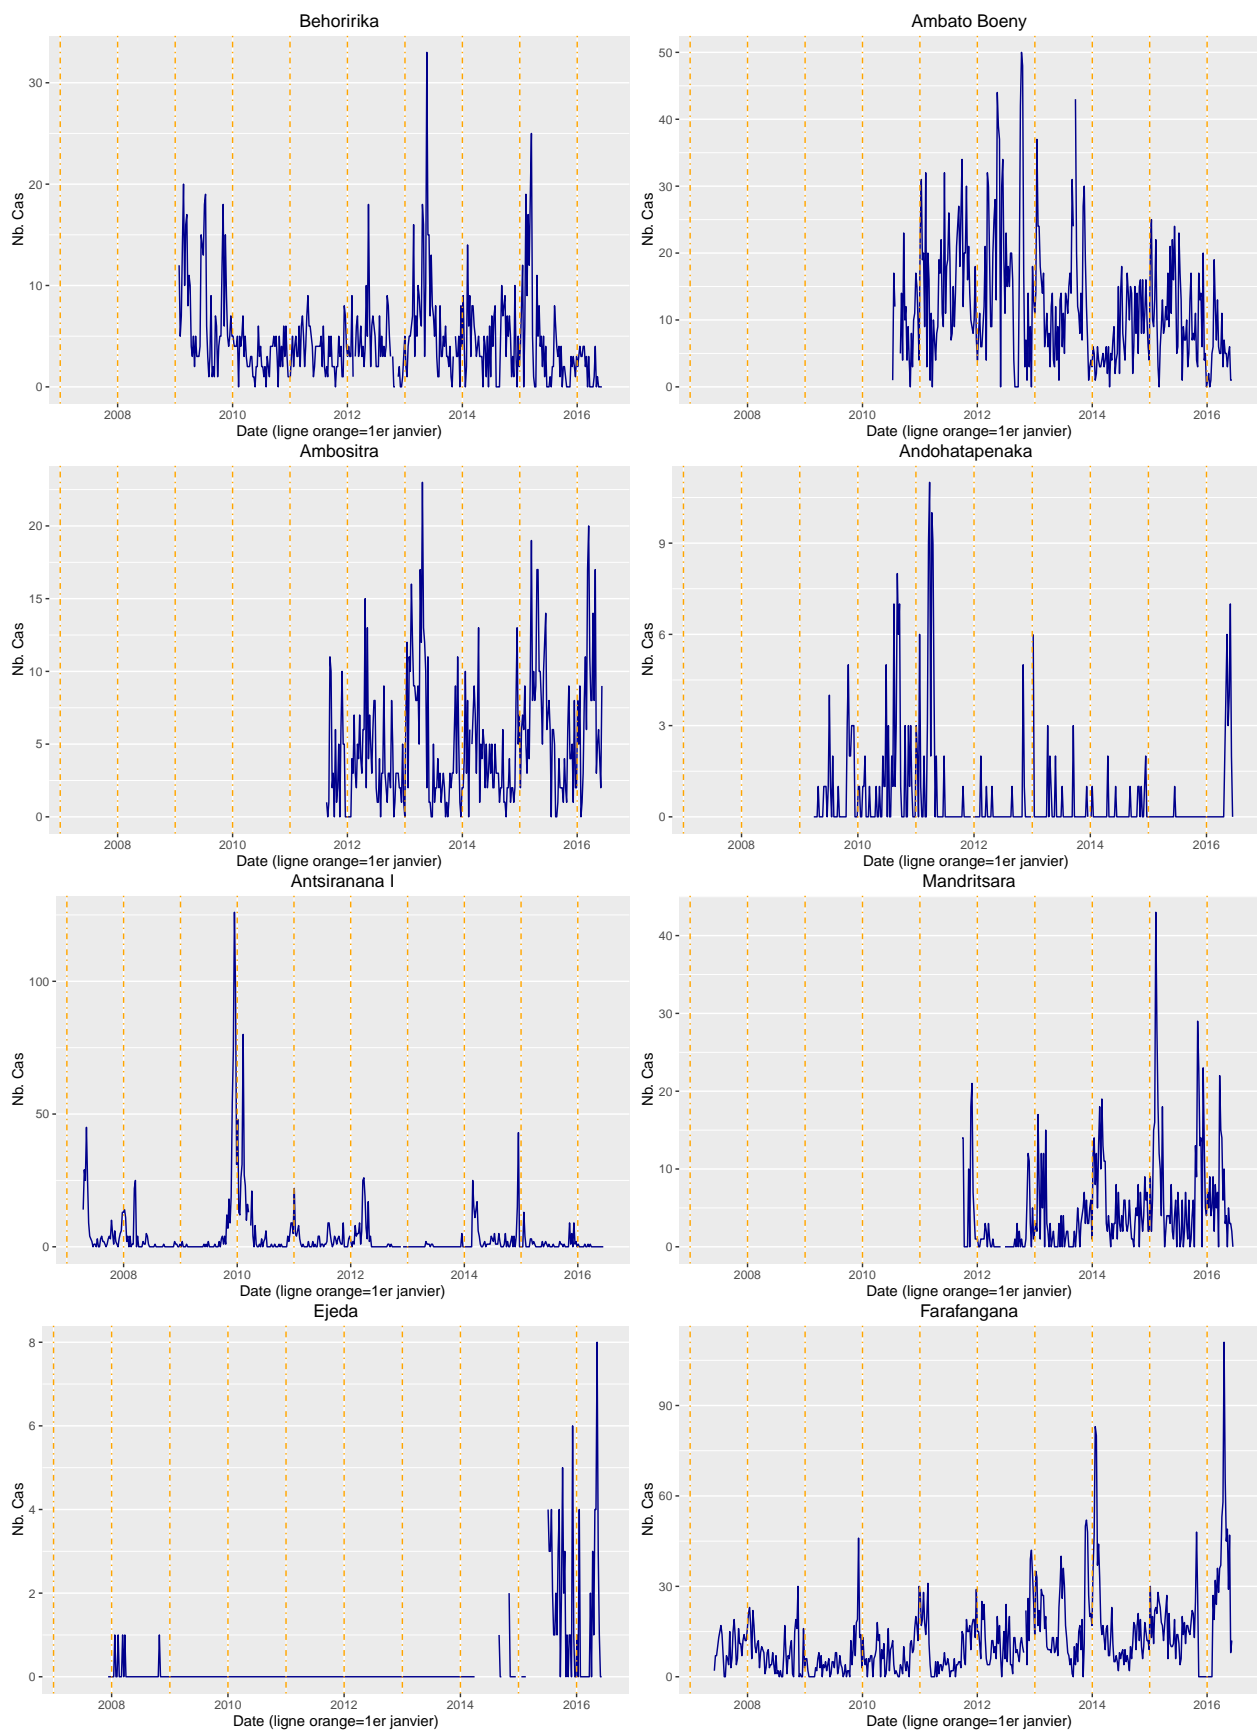 Behoririka
Nb. Cas
30
20
10
0
2008 2010 2012 2014 2016
Date (ligne orange=1er janvier)
Ambato Boeny
Nb. Cas
50
40
30
20
10
0
2008 2010 2012 2014 2016
Date (ligne orange=1er janvier)
Ambositra
Nb. Cas
20
15
10
5
0
2008 2010 2012 2014 2016
Date (ligne orange=1er janvier)
Andohatapenaka
Nb. Cas
9
6
3
0
2008 2010 2012 2014 2016
Date (ligne orange=1er janvier)
Antsiranana I
Nb. Cas
100
50
0
2008 2010 2012 2014 2016
Date (ligne orange=1er janvier)
Mandritsara
Nb. Cas
40
30
20
10
0
2008 2010 2012 2014 2016
Date (ligne orange=1er janvier)
Ejeda
Nb. Cas
8
6
4
2
0
2008 2010 2012 2014 2016
Date (ligne orange=1er janvier)
Farafangana
Nb. Cas
90
60
30
0
2008 2010 2012 2014 2016
Date (ligne orange=1er janvier)